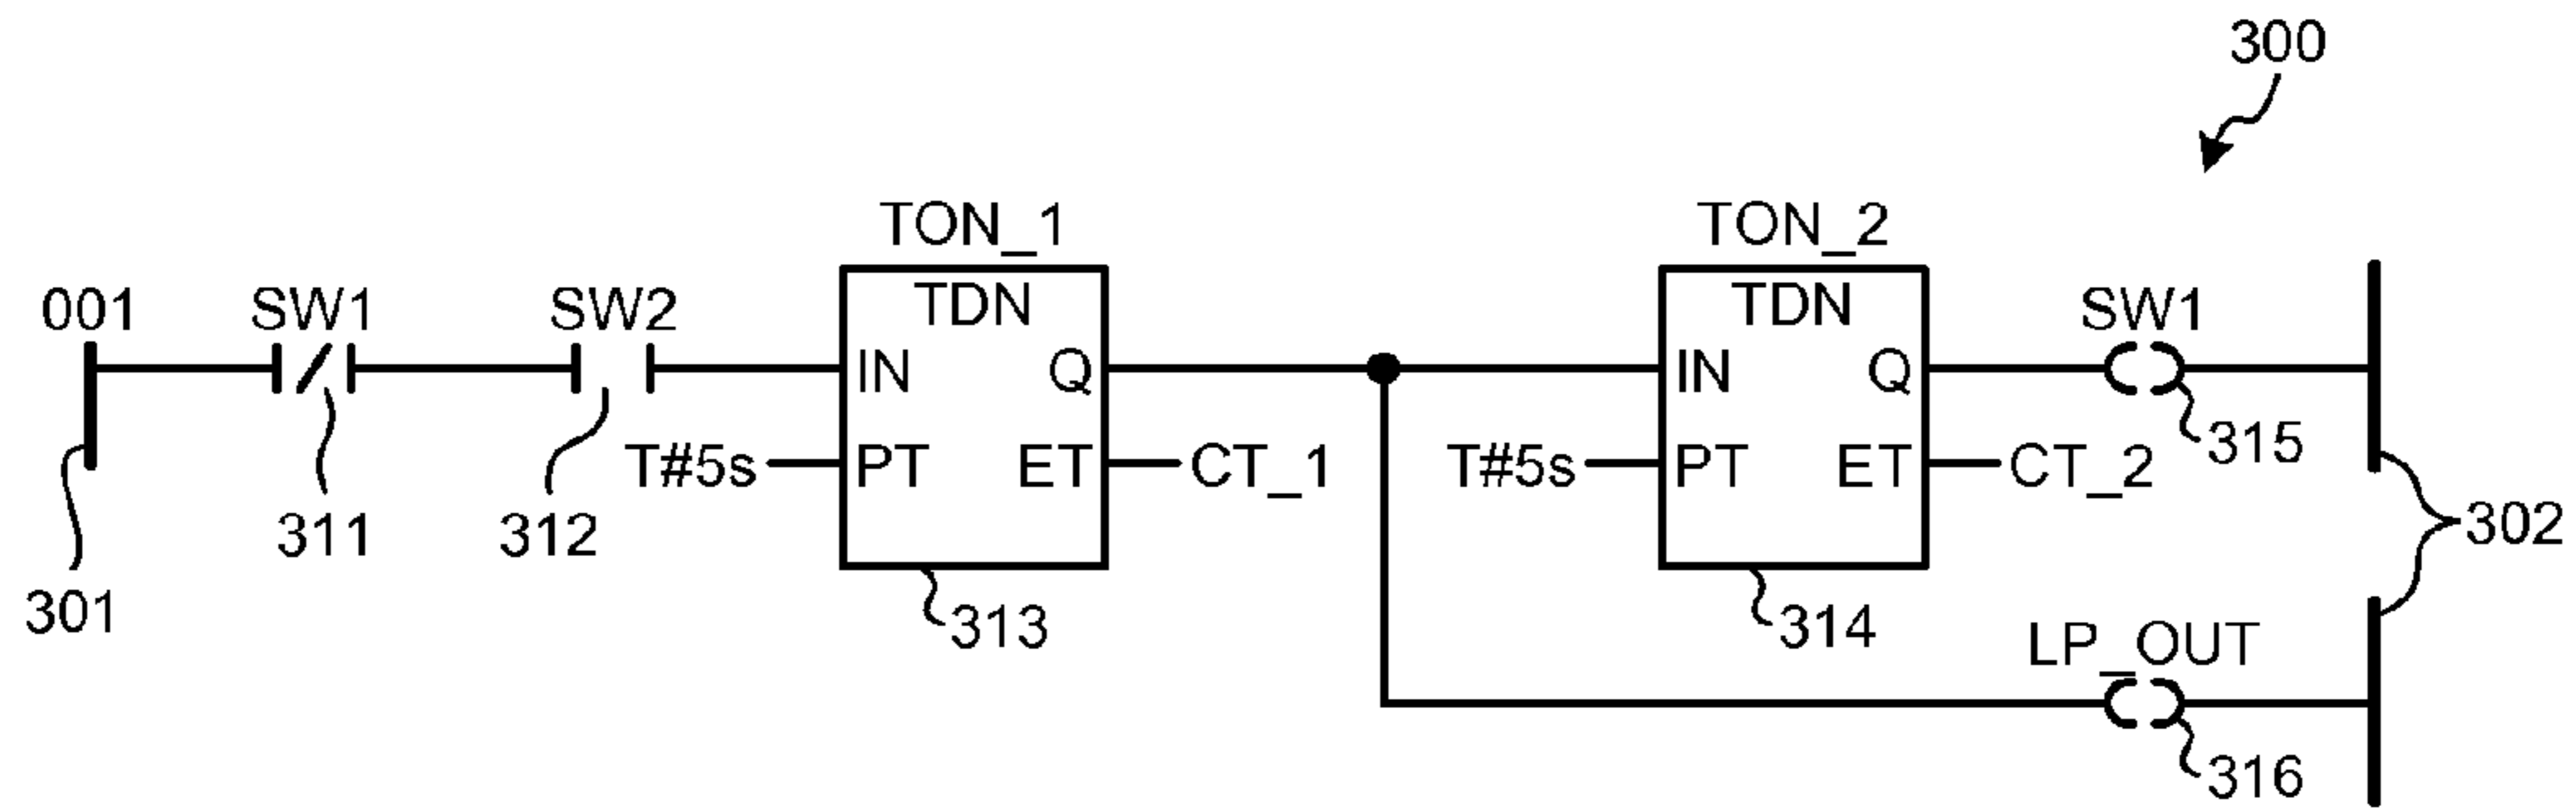 300
TON_1
TON_2
001
SW1
SW2
TDN
TDN
SW1
IN
Q
IN
Q
T#5s
PT
ET
CT_1
T#5s
PT
ET
CT_2
315
311
312
302
301
313
314
LP_OUT
316